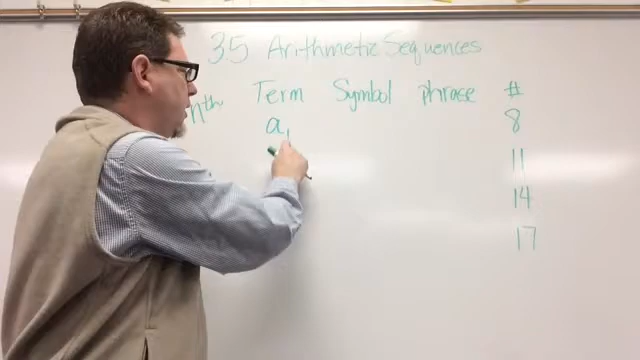 3.5 Arithmetic Sequences
nth Term Symbol phrase #
a1 8
11
14
17